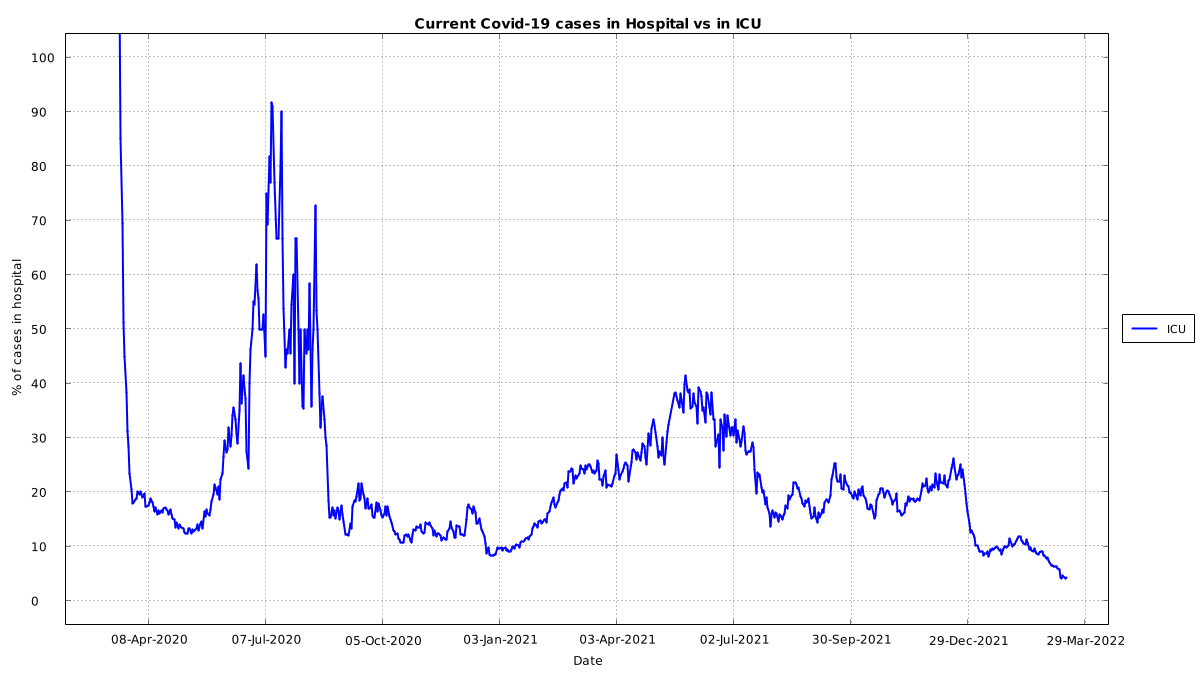 Current Covid-19 cases in Hospital vs in ICU
% of cases in hospital
100
90
80
70
60
50
40
30
20
10
0
08-Apr-2020 07-Jul-2020 05-Oct-2020 03-Jan-2021 03-Apr-2021 02-Jul-2021 30-Sep-2021 29-Dec-2021 29-Mar-2022
Date
ICU